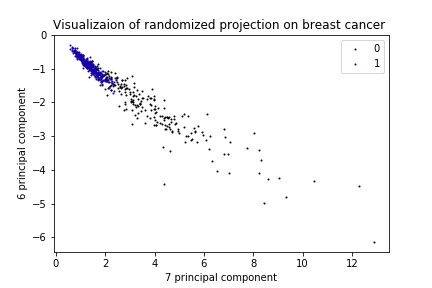 Visualizaion of randomized projection on breast cancer
0
1
0
−1
−2
−3
−4
−5
−6
6 principal component
0 2 4 6 8 10 12
7 principal component